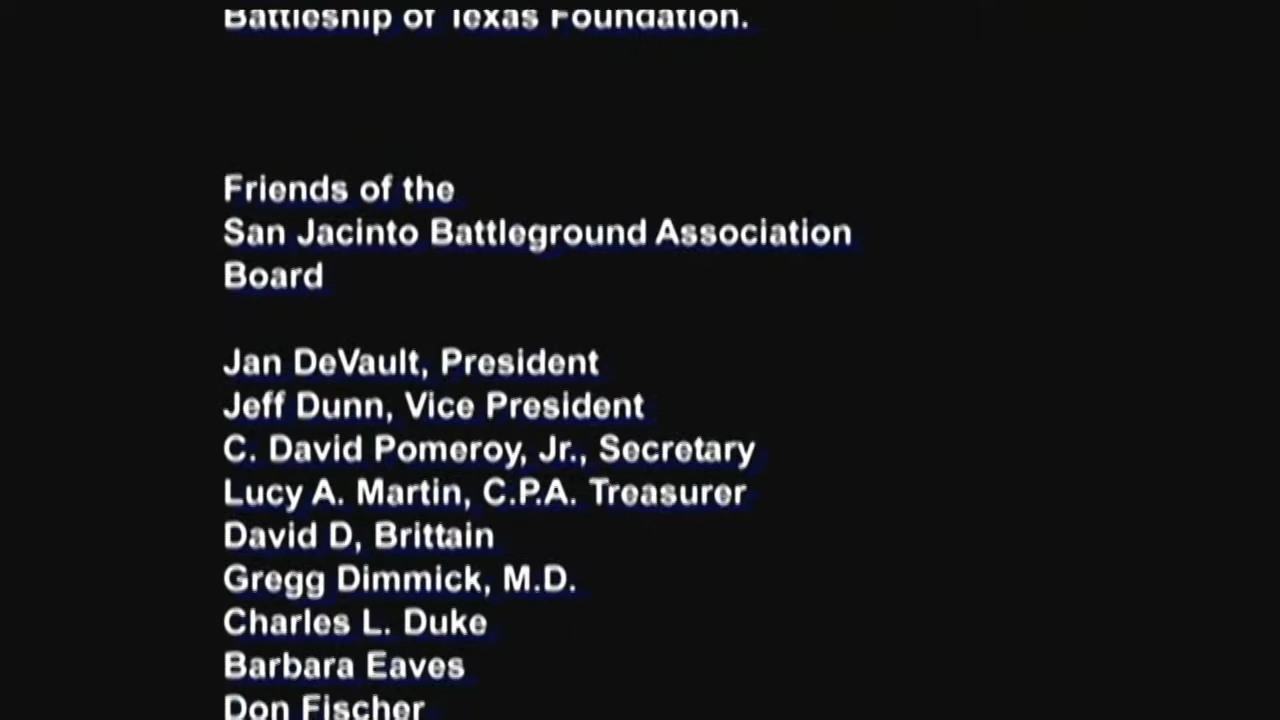 Battleship of Texas Foundation.
Friends of the
San Jacinto Battleground Association
Board
Jan DeVault, President
Jeff Dunn, Vice President
C. David Pomeroy, Jr., Secretary
Lucy A. Martin, C.P.A. Treasurer
David D, Brittain
Gregg Dimmick, M.D.
Charles L. Duke
Barbara Eaves
Don Fischer